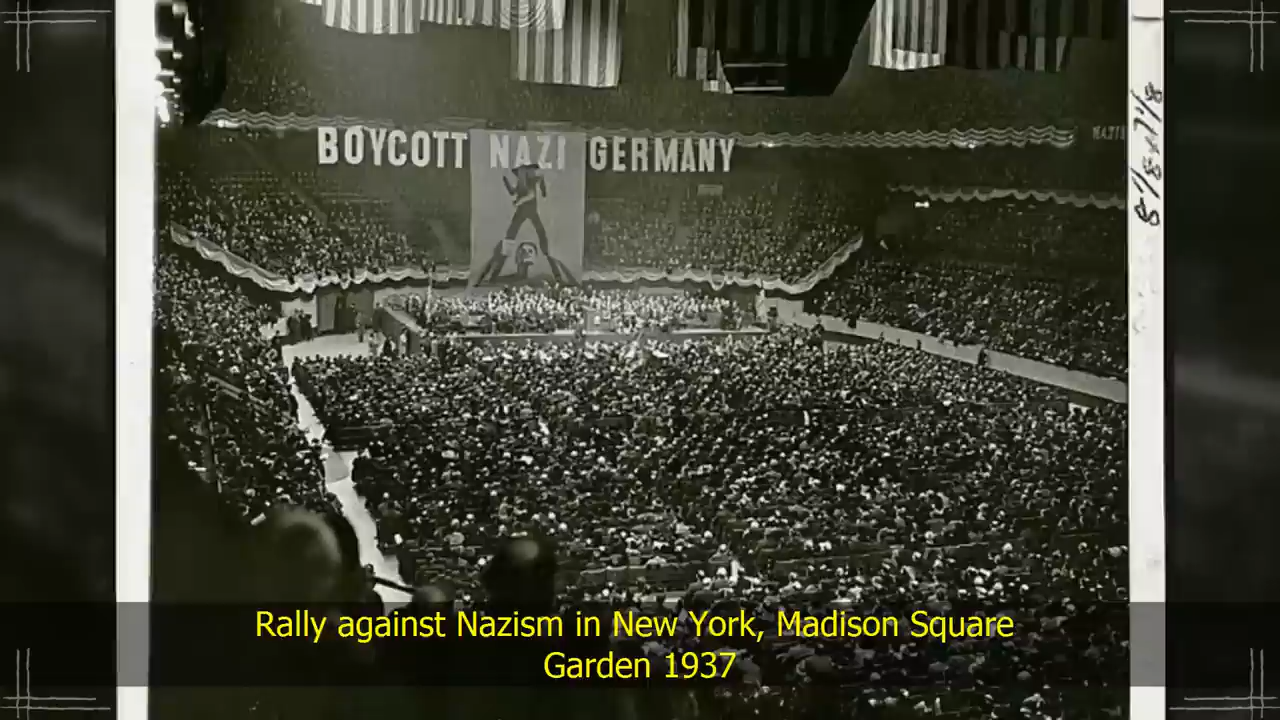 BOYCOTT NAZI GERMANY
Rally against Nazism in New York, Madison Square
Garden 1937